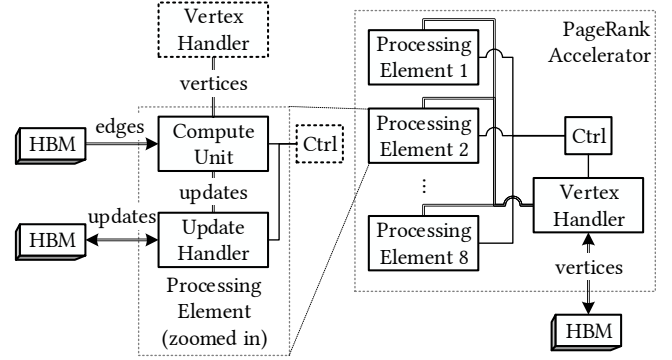 Vertex
Handler
vertices
HBM
edges
Compute
Unit
Ctrl
updates
HBM
updates
Update
Handler
Processing
Element
(zoomed in)
PageRank
Accelerator
Processing
Element 1
Processing
Element 2
...
Processing
Element 8
Ctrl
Vertex
Handler
vertices
HBM